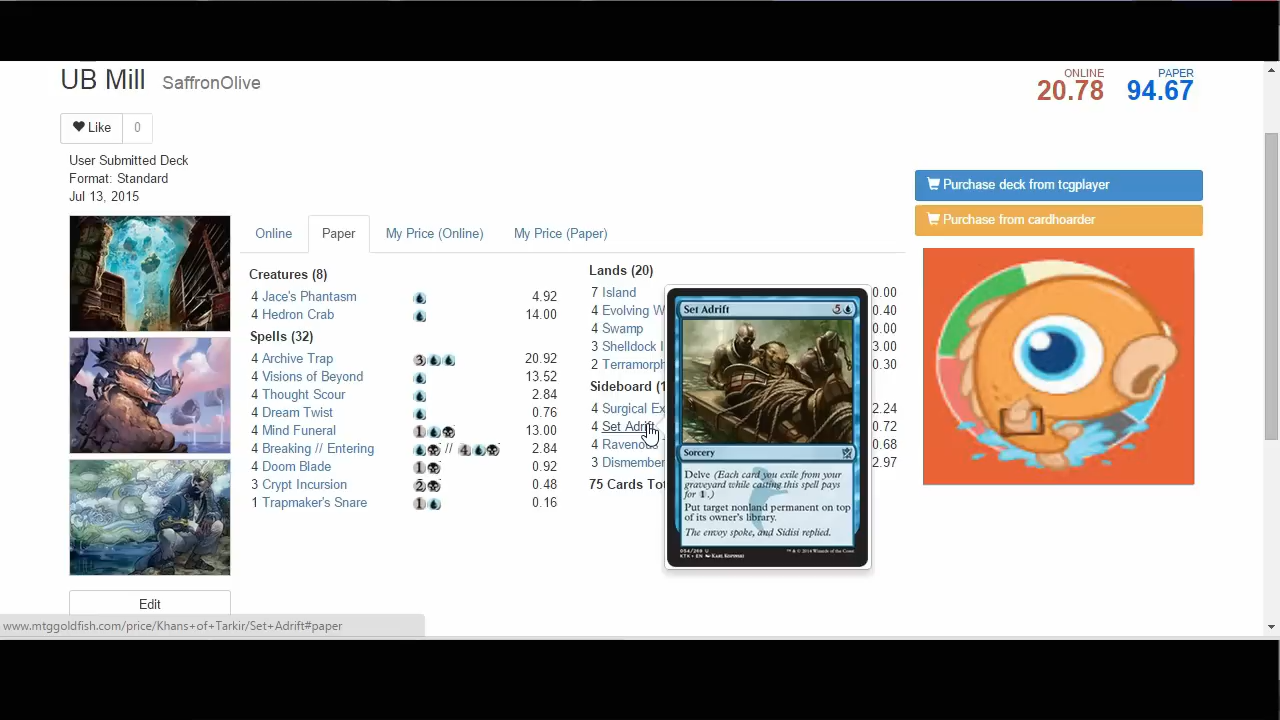 UB Mill SaffronOlive
ONLINE PAPER
20.78 94.67
Like 0
User Submitted Deck
Format: Standard
Jul 13, 2015
Purchase deck from tcgplayer
Purchase from cardhoarder
Online Paper My Price (Online) My Price (Paper)
Creatures (8)
4 Jace's Phantasm 4.92
4 Hedron Crab 14.00
Spells (32)
4 Archive Trap 3 20.92
4 Visions of Beyond 13.52
4 Thought Scour 2.84
4 Dream Twist 0.76
4 Mind Funeral 1 13.00
4 Breaking // Entering // 4 2.84
4 Doom Blade 1 0.92
3 Crypt Incursion 2 0.48
1 Trapmaker's Snare 1 0.16
Lands (20)
7 Island 0.00
4 Evolving W 0.40
4 Swamp 0.00
3 Shelldock I 3.00
2 Terramorph 0.30
Sideboard (1
4 Surgical Ex 2.24
4 Set Adrift 0.72
4 Ravenou 0.68
3 Dismember 2.97
75 Cards Tot
Set Adrift 5
Sorcery
Delve (Each card you exile from your
graveyard while casting this spell pays
for 1.)
Put target nonland permanent on top
of its owner's library.
The envoy spoke, and Sidisi replied.
Edit
www.mtggoldfish.com/price/Khans+of+Tarkir/Set+Adrift#paper